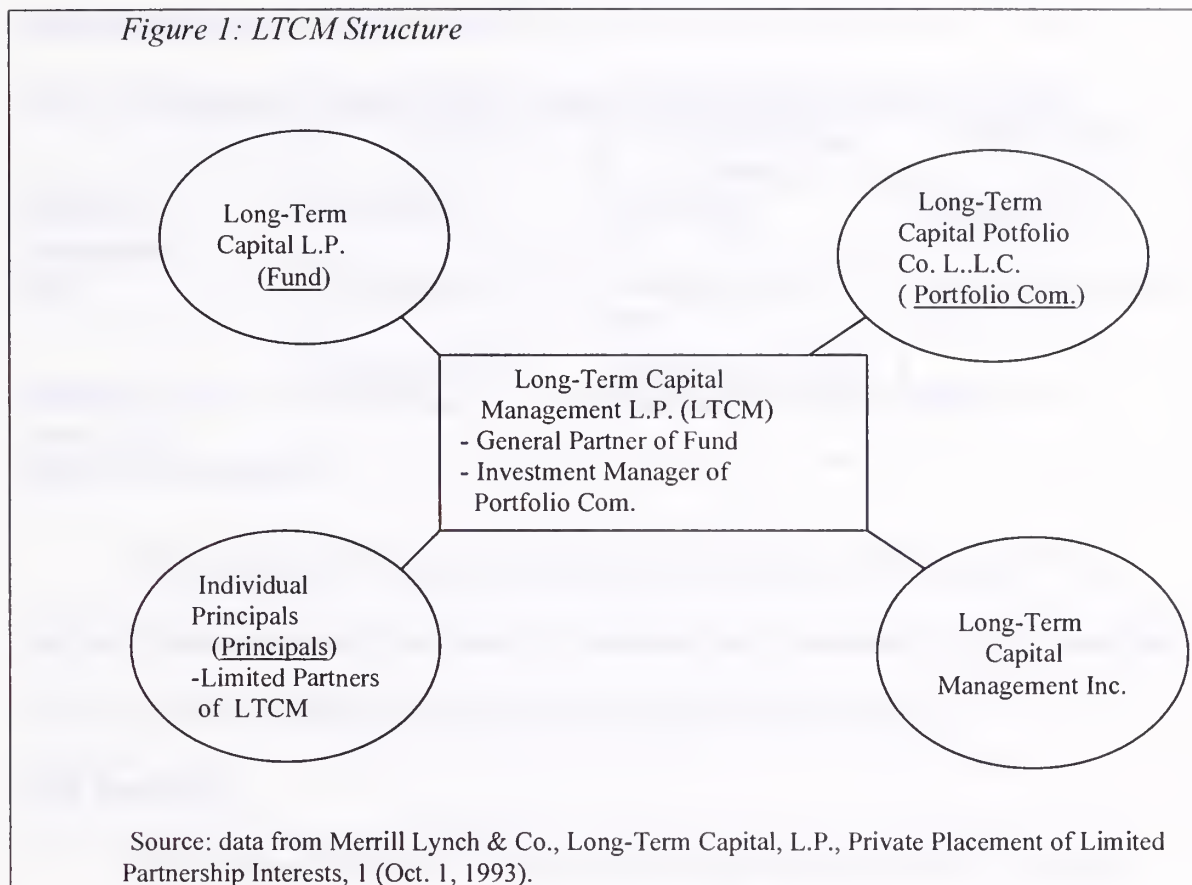 Figure 1: LTCM Structure
Long-Term
Capital L.P.
(Fund)
Long-Term
Capital Potfolio
Co. L..L.C.
( Portfolio Com.)
Long-Term Capital
Management L.P. (LTCM)
- General Partner of Fund
- Investment Manager of
Portfolio Com.
Individual
Principals
(Principals)
-Limited Partners
of LTCM
Long-Term
Capital
Management Inc.
Source: data from Merrill Lynch & Co., Long-Term Capital, L.P., Private Placement of Limited
Partnership Interests, 1 (Oct. 1, 1993).